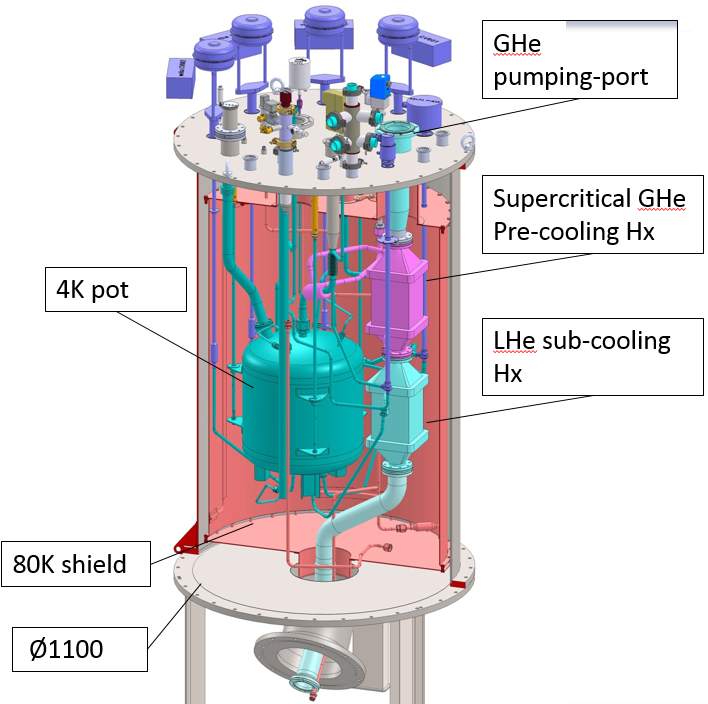 GHe
pumping-port
Supercritical GHe
Pre-cooling Hx
4K pot
LHe sub-cooling
Hx
80K shield
Ø1100